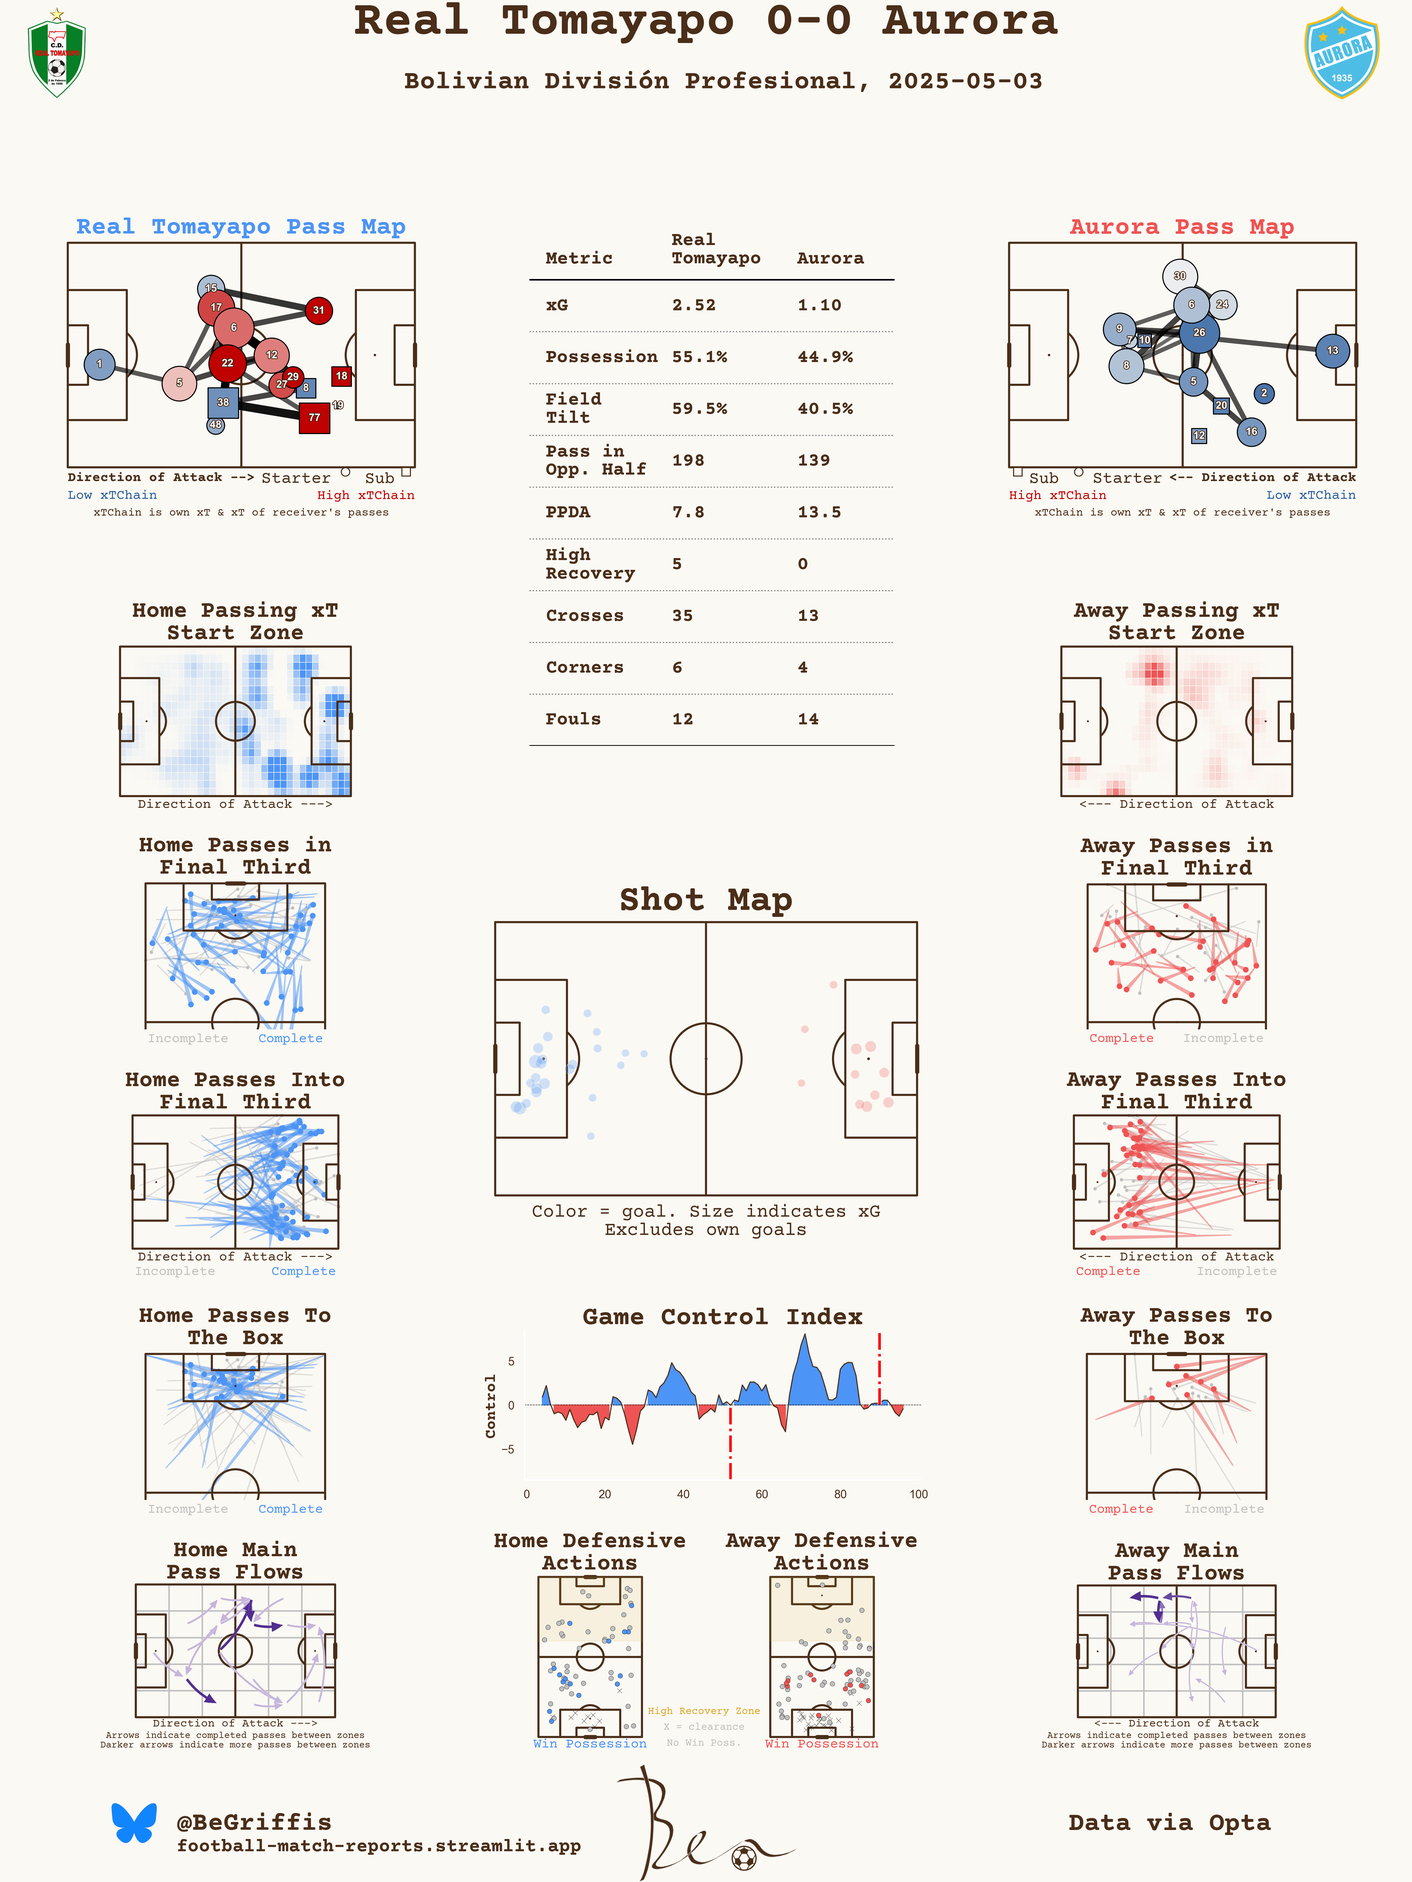 Real Tomayapo 0-0 Aurora
Bolivian División Profesional, 2025-05-03
C.D.
REAL TOMAYAPO
AURORA
1935
Real Tomayapo Pass Map
15
17
31
6
12
22
1
5
29
27
8
18
38
19
77
48
Direction of Attack --> Starter Sub
Low xTChain High xTChain
xTChain is own xT & xT of receiver's passes
Metric Real Tomayapo Aurora
xG 2.52 1.10
Possession 55.1% 44.9%
Field Tilt 59.5% 40.5%
Pass in Opp. Half 198 139
PPDA 7.8 13.5
High Recovery 5 0
Crosses 35 13
Corners 6 4
Fouls 12 14
Aurora Pass Map
30
6
24
9
26
7
10
13
8
5
2
20
12
16
Sub Starter <-- Direction of Attack
High xTChain Low xTChain
xTChain is own xT & xT of receiver's passes
Home Passing xT
Start Zone
Direction of Attack --->
Away Passing xT
Start Zone
<--- Direction of Attack
Home Passes in
Final Third
Incomplete Complete
Shot Map
Color = goal. Size indicates xG
Excludes own goals
Away Passes in
Final Third
Complete Incomplete
Home Passes Into
Final Third
Direction of Attack --->
Incomplete Complete
Away Passes Into
Final Third
<--- Direction of Attack
Complete Incomplete
Home Passes To
The Box
Incomplete Complete
Game Control Index
Control
5
0
−5
0 20 40 60 80 100
Away Passes To
The Box
Complete Incomplete
Home Main
Pass Flows
Direction of Attack --->
Arrows indicate completed passes between zones
Darker arrows indicate more passes between zones
Home Defensive
Actions
Win Possession
High Recovery Zone
X = clearance
No Win Poss.
Away Defensive
Actions
Win Possession
Away Main
Pass Flows
<--- Direction of Attack
Arrows indicate completed passes between zones
Darker arrows indicate more passes between zones
@BeGriffis
football-match-reports.streamlit.app
Ben
Data via Opta